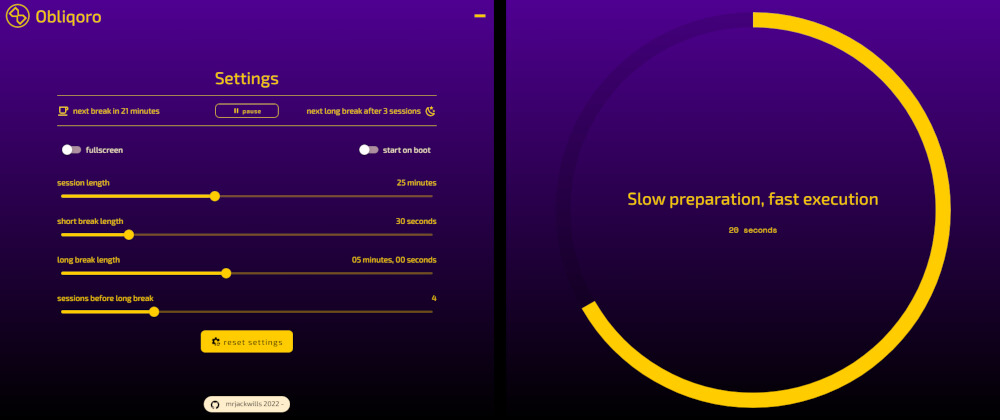 Obliqoro
Settings
next break in 21 minutes
pause
next long break after 3 sessions
fullscreen
start on boot
session length
25 minutes
short break length
30 seconds
long break length
05 minutes, 00 seconds
sessions before long break
4
reset settings
mrjackwills 2022 -
Slow preparation, fast execution
20 seconds